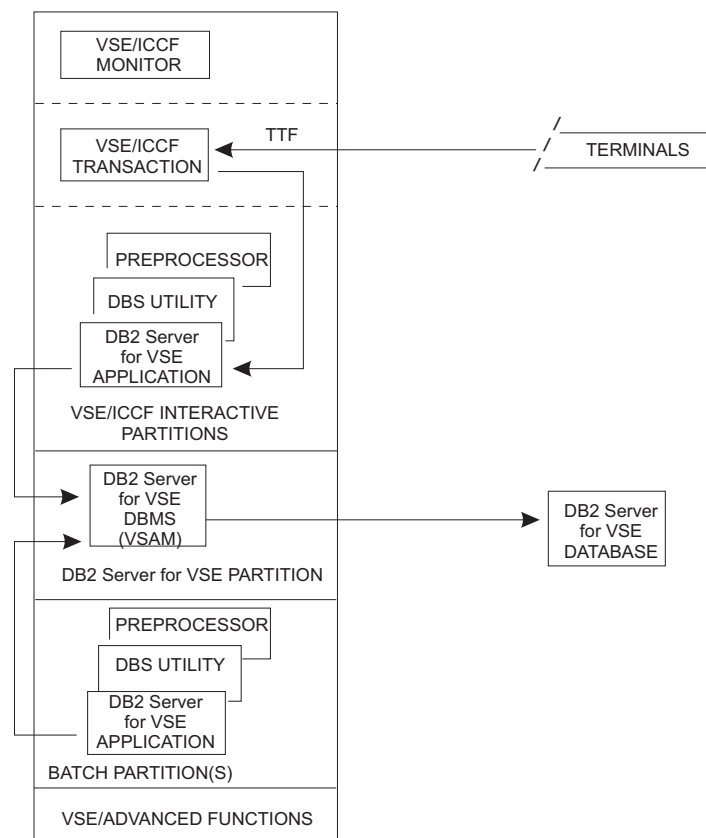 VSE/ICCF
MONITOR
VSE/ICCF
TRANSACTION
TTF
TERMINALS
PREPROCESSOR
DBS UTILITY
DB2 Server
for VSE
APPLICATION
VSE/ICCF INTERACTIVE
PARTITIONS
DB2 Server
for VSE
DBMS
(VSAM)
DB2 Server
for VSE
DATABASE
DB2 Server for VSE PARTITION
PREPROCESSOR
DBS UTILITY
DB2 Server
for VSE
APPLICATION
BATCH PARTITION(S)
VSE/ADVANCED FUNCTIONS